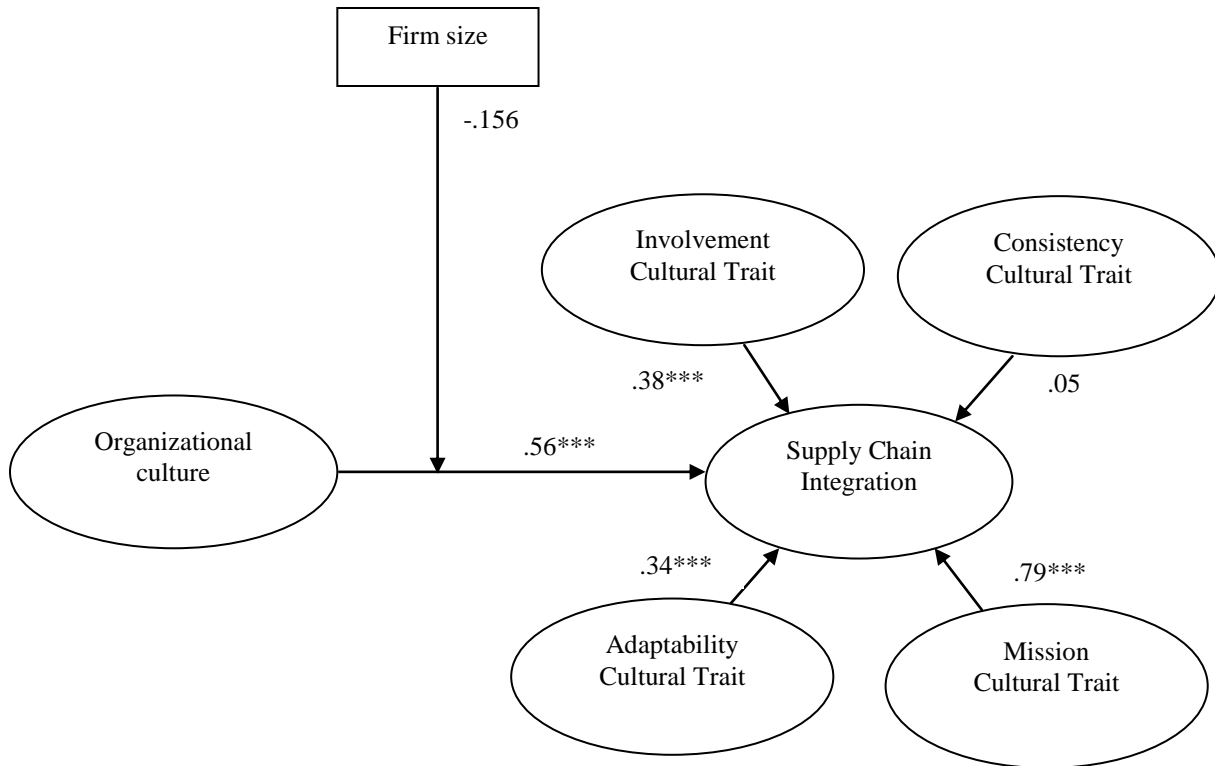 Firm size
-.156
Involvement
Cultural Trait
Consistency
Cultural Trait
.38***
.05
Organizational
culture
.56***
Supply Chain
Integration
.34***
.79***
Adaptability
Cultural Trait
Mission
Cultural Trait